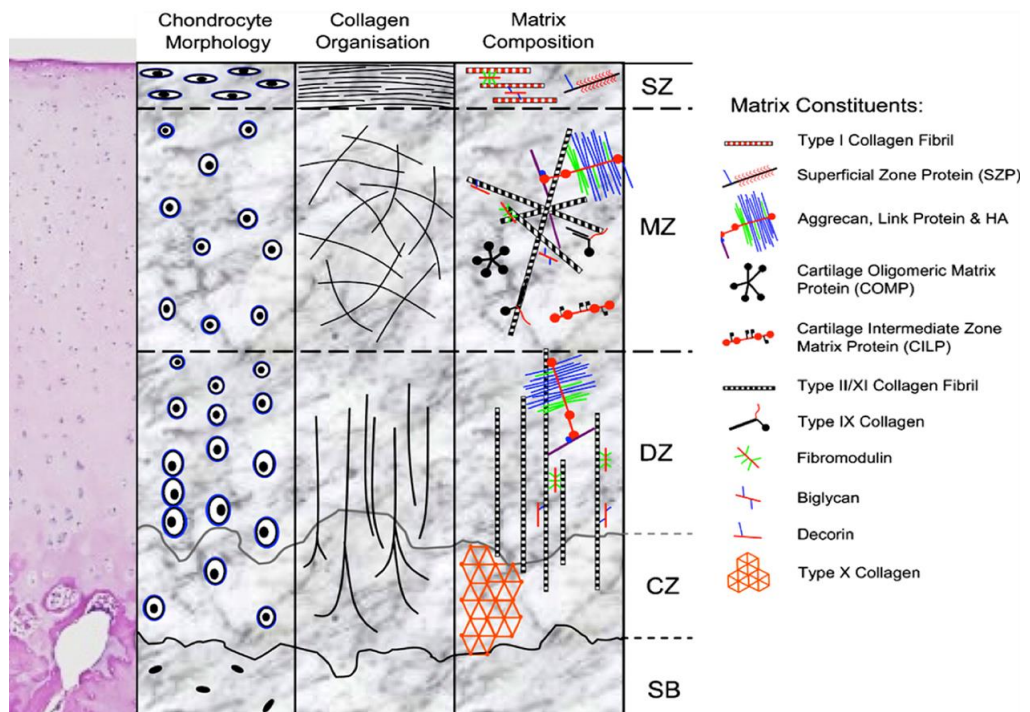 Chondrocyte
Morphology
Collagen
Organisation
Matrix
Composition
SZ
MZ
DZ
CZ
SB
Matrix Constituents:
Type I Collagen Fibril
Superficial Zone Protein (SZP)
Aggrecan, Link Protein & HA
Cartilage Oligomeric Matrix
Protein (COMP)
Cartilage Intermediate Zone
Matrix Protein (CILP)
Type II/XI Collagen Fibril
Type IX Collagen
Fibromodulin
Biglycan
Decorin
Type X Collagen